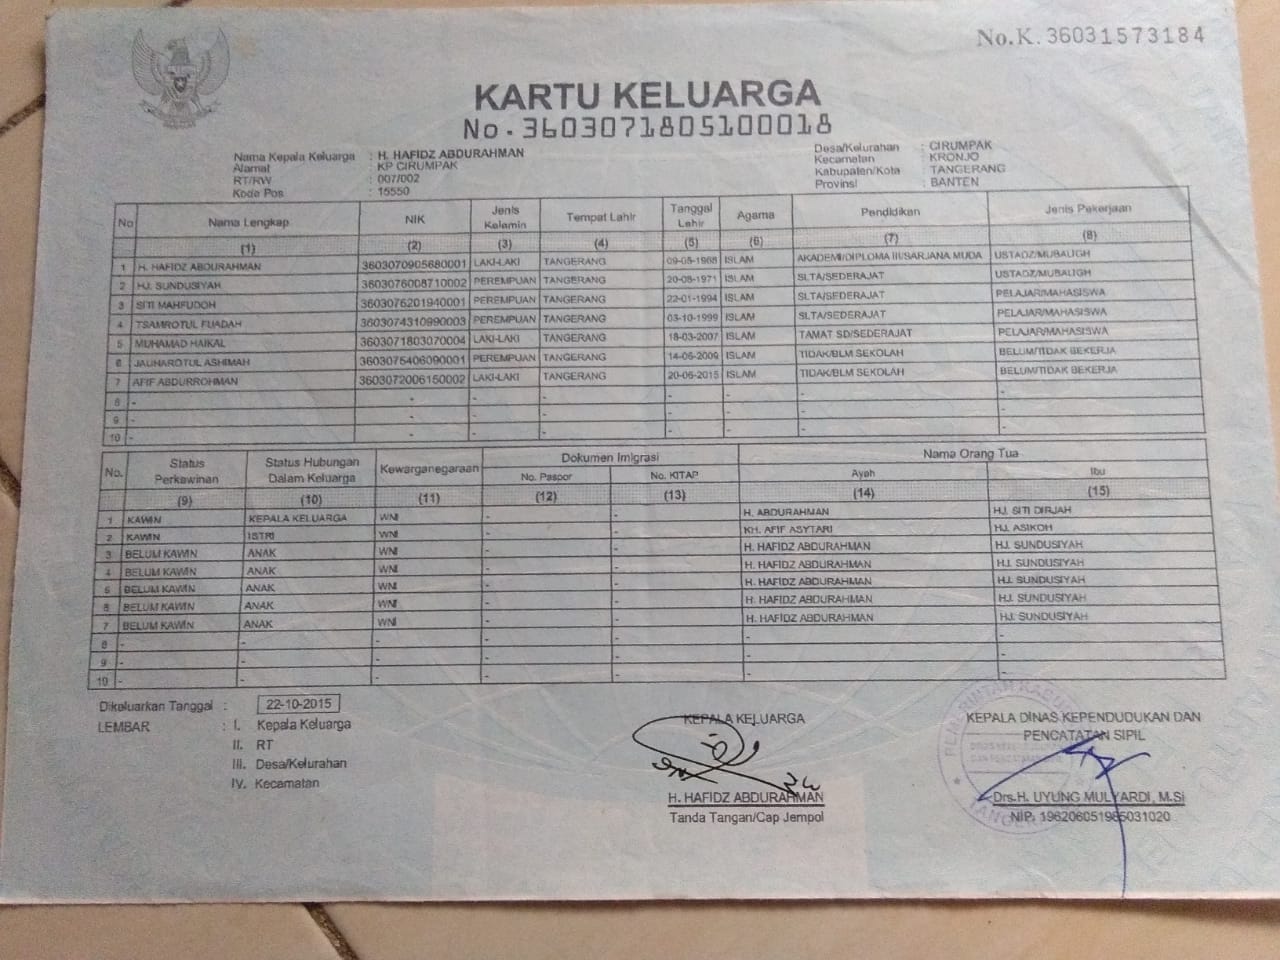 No.K. 36031573184
KARTU KELUARGA
No. 3603071805100018
Nama Kepala Keluarga : H. HAFIDZ ABDURAHMAN
Alamat : KP CIRUMPAK
RT/RW : 007/002
Kode Pos : 15550
Desa/Kelurahan : CIRUMPAK
Kecamatan : KRONJO
Kabupaten/Kota : TANGERANG
Provinsi : BANTEN
No Nama Lengkap NIK Jenis Kelamin Tempat Lahir Tanggal Lahir Agama Pendidikan Jenis Pekerjaan
(1) (2) (3) (4) (5) (6) (7) (8)
1 H. HAFIDZ ABDURAHMAN 3603070905680001 LAKI-LAKI TANGERANG 09-05-1968 ISLAM AKADEMI/DIPLOMA III/SARJANA MUDA USTADZ/MUBALIGH
2 HJ. SUNDUSIYAH 3603076008710002 PEREMPUAN TANGERANG 20-08-1971 ISLAM SLTA/SEDERAJAT USTADZ/MUBALIGH
3 SITI MAHFUDOH 3603076201940001 PEREMPUAN TANGERANG 22-01-1994 ISLAM SLTA/SEDERAJAT PELAJAR/MAHASISWA
4 TSAMROTUL FUADAH 3603074310990003 PEREMPUAN TANGERANG 03-10-1999 ISLAM SLTA/SEDERAJAT PELAJAR/MAHASISWA
5 MUHAMAD HAIKAL 3603071803070004 LAKI-LAKI TANGERANG 18-03-2007 ISLAM TAMAT SD/SEDERAJAT PELAJAR/MAHASISWA
6 JAUHAROTUL ASHIMAH 3603075406090001 PEREMPUAN TANGERANG 14-06-2009 ISLAM TIDAK/BLM SEKOLAH BELUM/TIDAK BEKERJA
7 AFIF ABDURROHMAN 3603072006150002 LAKI-LAKI TANGERANG 20-06-2015 ISLAM TIDAK/BLM SEKOLAH BELUM/TIDAK BEKERJA
8 - - - - - - - -
9 - - - - - - - -
10 - - - - - - - -
No. Status Perkawinan Status Hubungan Dalam Keluarga Kewarganegaraan Dokumen Imigrasi Nama Orang Tua
No. Paspor No. KITAP Ayah Ibu
(9) (10) (11) (12) (13) (14) (15)
1 KAWIN KEPALA KELUARGA WNI - - H. ABDURAHMAN HJ. SITI DIRJAH
2 KAWIN ISTRI WNI - - KH. AFIF ASYTARI HJ. ASIKOH
3 BELUM KAWIN ANAK WNI - - H. HAFIDZ ABDURAHMAN HJ. SUNDUSIYAH
4 BELUM KAWIN ANAK WNI - - H. HAFIDZ ABDURAHMAN HJ. SUNDUSIYAH
5 BELUM KAWIN ANAK WNI - - H. HAFIDZ ABDURAHMAN HJ. SUNDUSIYAH
6 BELUM KAWIN ANAK WNI - - H. HAFIDZ ABDURAHMAN HJ. SUNDUSIYAH
7 BELUM KAWIN ANAK WNI - - H. HAFIDZ ABDURAHMAN HJ. SUNDUSIYAH
8 - - - - - - -
9 - - - - - - -
10 - - - - - - -
Dikeluarkan Tanggal : 22-10-2015
LEMBAR : I. Kepala Keluarga
II. RT
III. Desa/Kelurahan
IV. Kecamatan
KEPALA KELUARGA
H. HAFIDZ ABDURAHMAN
Tanda Tangan/Cap Jempol
KEPALA DINAS KEPENDUDUKAN DAN
PENCATATAN SIPIL
Drs.H. UYUNG MULYARDI, M.Si
NIP. 196206051985031020